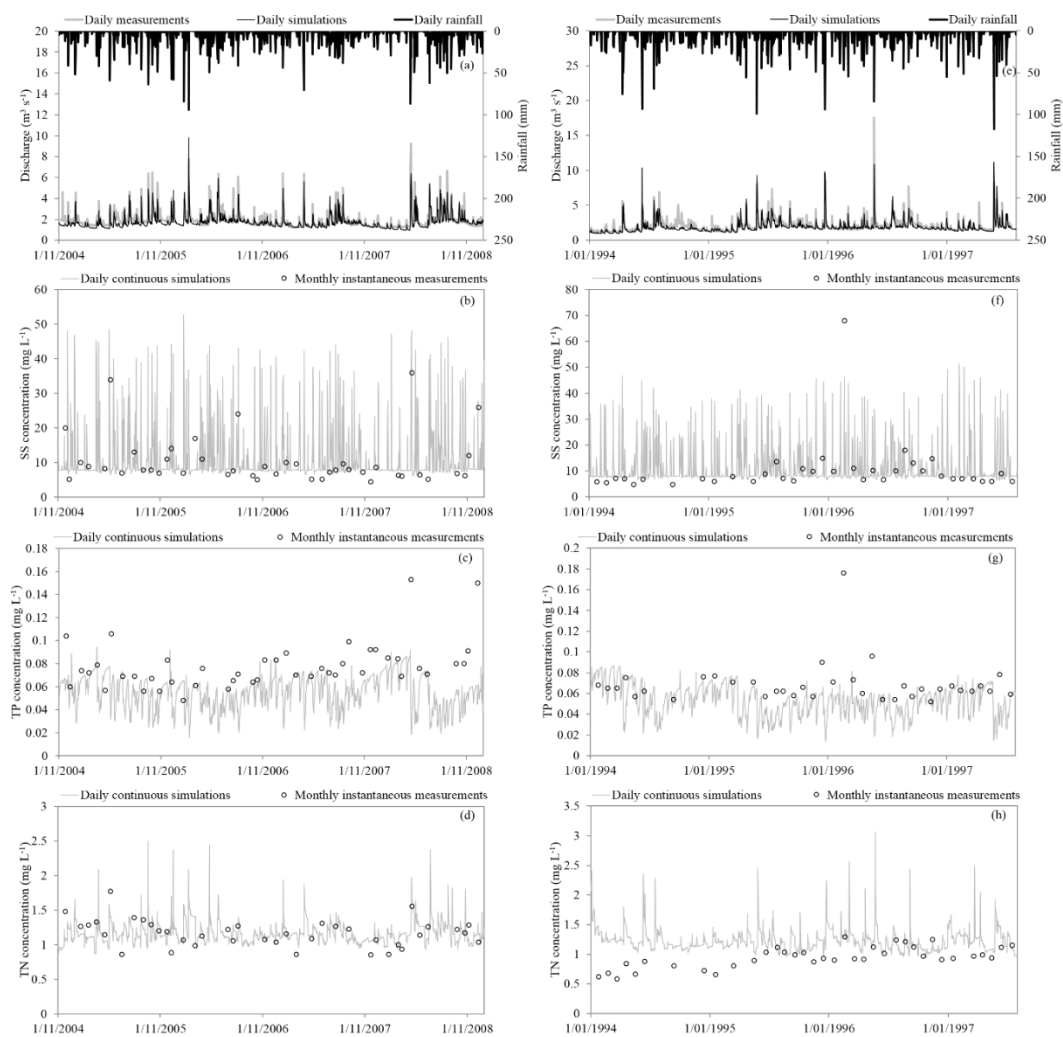 Daily measurements Daily simulations Daily rainfall
(a)
Discharge (m³ s⁻¹)
20
18
16
14
12
10
8
6
4
2
0
0
50
100
150
200
250
Rainfall (mm)
1/11/2004 1/11/2005 1/11/2006 1/11/2007 1/11/2008
Daily measurements Daily simulations Daily rainfall
(e)
Discharge (m³ s⁻¹)
30
25
20
15
10
5
0
0
50
100
150
200
250
Rainfall (mm)
1/01/1994 1/01/1995 1/01/1996 1/01/1997
Daily continuous simulations Monthly instantaneous measurements
(b)
SS concentration (mg L⁻¹)
60
50
40
30
20
10
0
1/11/2004 1/11/2005 1/11/2006 1/11/2007 1/11/2008
Daily continuous simulations Monthly instantaneous measurements
(f)
SS concentration (mg L⁻¹)
80
70
60
50
40
30
20
10
0
1/01/1994 1/01/1995 1/01/1996 1/01/1997
Daily continuous simulations Monthly instantaneous measurements
(c)
TP concentration (mg L⁻¹)
0.18
0.16
0.14
0.12
0.1
0.08
0.06
0.04
0.02
0
1/11/2004 1/11/2005 1/11/2006 1/11/2007 1/11/2008
Daily continuous simulations Monthly instantaneous measurements
(g)
TP concentration (mg L⁻¹)
0.2
0.18
0.16
0.14
0.12
0.1
0.08
0.06
0.04
0.02
0
1/01/1994 1/01/1995 1/01/1996 1/01/1997
Daily continuous simulations Monthly instantaneous measurements
(d)
TN concentration (mg L⁻¹)
3
2.5
2
1.5
1
0.5
0
1/11/2004 1/11/2005 1/11/2006 1/11/2007 1/11/2008
Daily continuous simulations Monthly instantaneous measurements
(h)
TN concentration (mg L⁻¹)
3.5
3
2.5
2
1.5
1
0.5
0
1/01/1994 1/01/1995 1/01/1996 1/01/1997